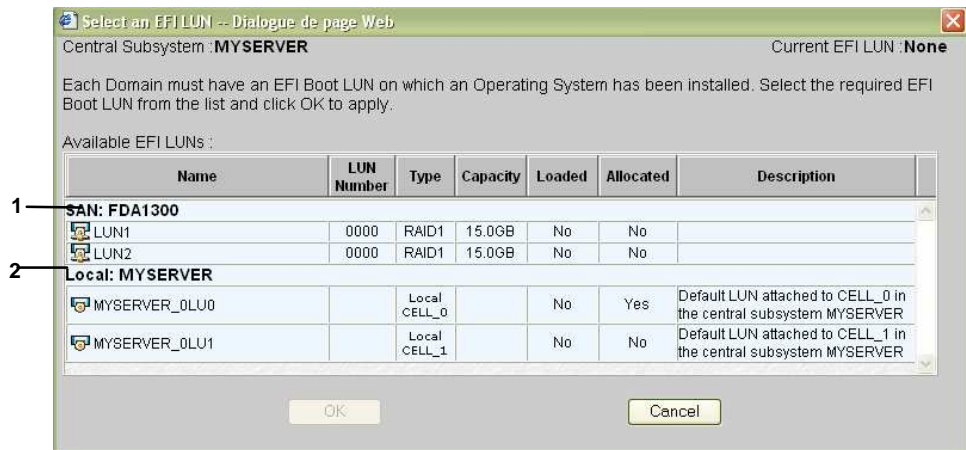 Select an EFI LUN -- Dialogue de page Web
Central Subsystem :MYSERVER Current EFI LUN :None
Each Domain must have an EFI Boot LUN on which an Operating System has been installed. Select the required EFI
Boot LUN from the list and click OK to apply.
Available EFI LUNs :
Name LUN Number Type Capacity Loaded Allocated Description
1 SAN: FDA1300
LUN1 0000 RAID1 15.0GB No No
LUN2 0000 RAID1 15.0GB No No
2 Local: MYSERVER
MYSERVER_0LU0 Local CELL_0 No Yes Default LUN attached to CELL_0 in the central subsystem MYSERVER
MYSERVER_0LU1 Local CELL_1 No No Default LUN attached to CELL_1 in the central subsystem MYSERVER
OK Cancel